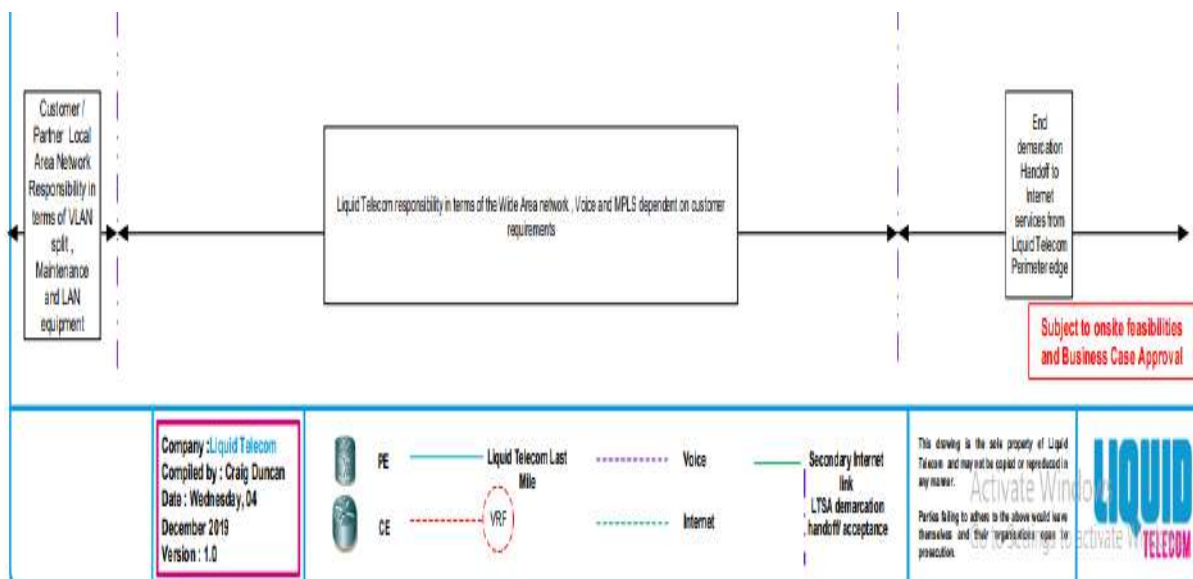 Customer /
Partner Local
Area Network
Responsibility in
terms of VLAN
split ,
Maintenance
and LAN
equipment
Liquid Telecom responsibility in terms of the Wide Area network , Voice and MPLS dependent on customer
requirements
End
demarcation
Handoff to
Internet
services from
Liquid Telecom
Perimeter edge
Subject to onsite feasibilities
and Business Case Approval
Company :Liquid Telecom
Compiled by : Craig Duncan
Date : Wednesday, 04
December 2019
Version : 1.0
PE
CE
Liquid Telecom Last
Mile
VRF
Voice
Internet
Secondary Internet
link
LTSA demarcation
handoff/ acceptance
This drawing is the sole property of Liquid
Telecom and may not be copied or reproduced in
any manner.
Parties failing to adhere to the above would leave
themselves and their organisations open to
prosecution.
Activate Windows
Go to Settings to activate
LIQUID
TELECOM